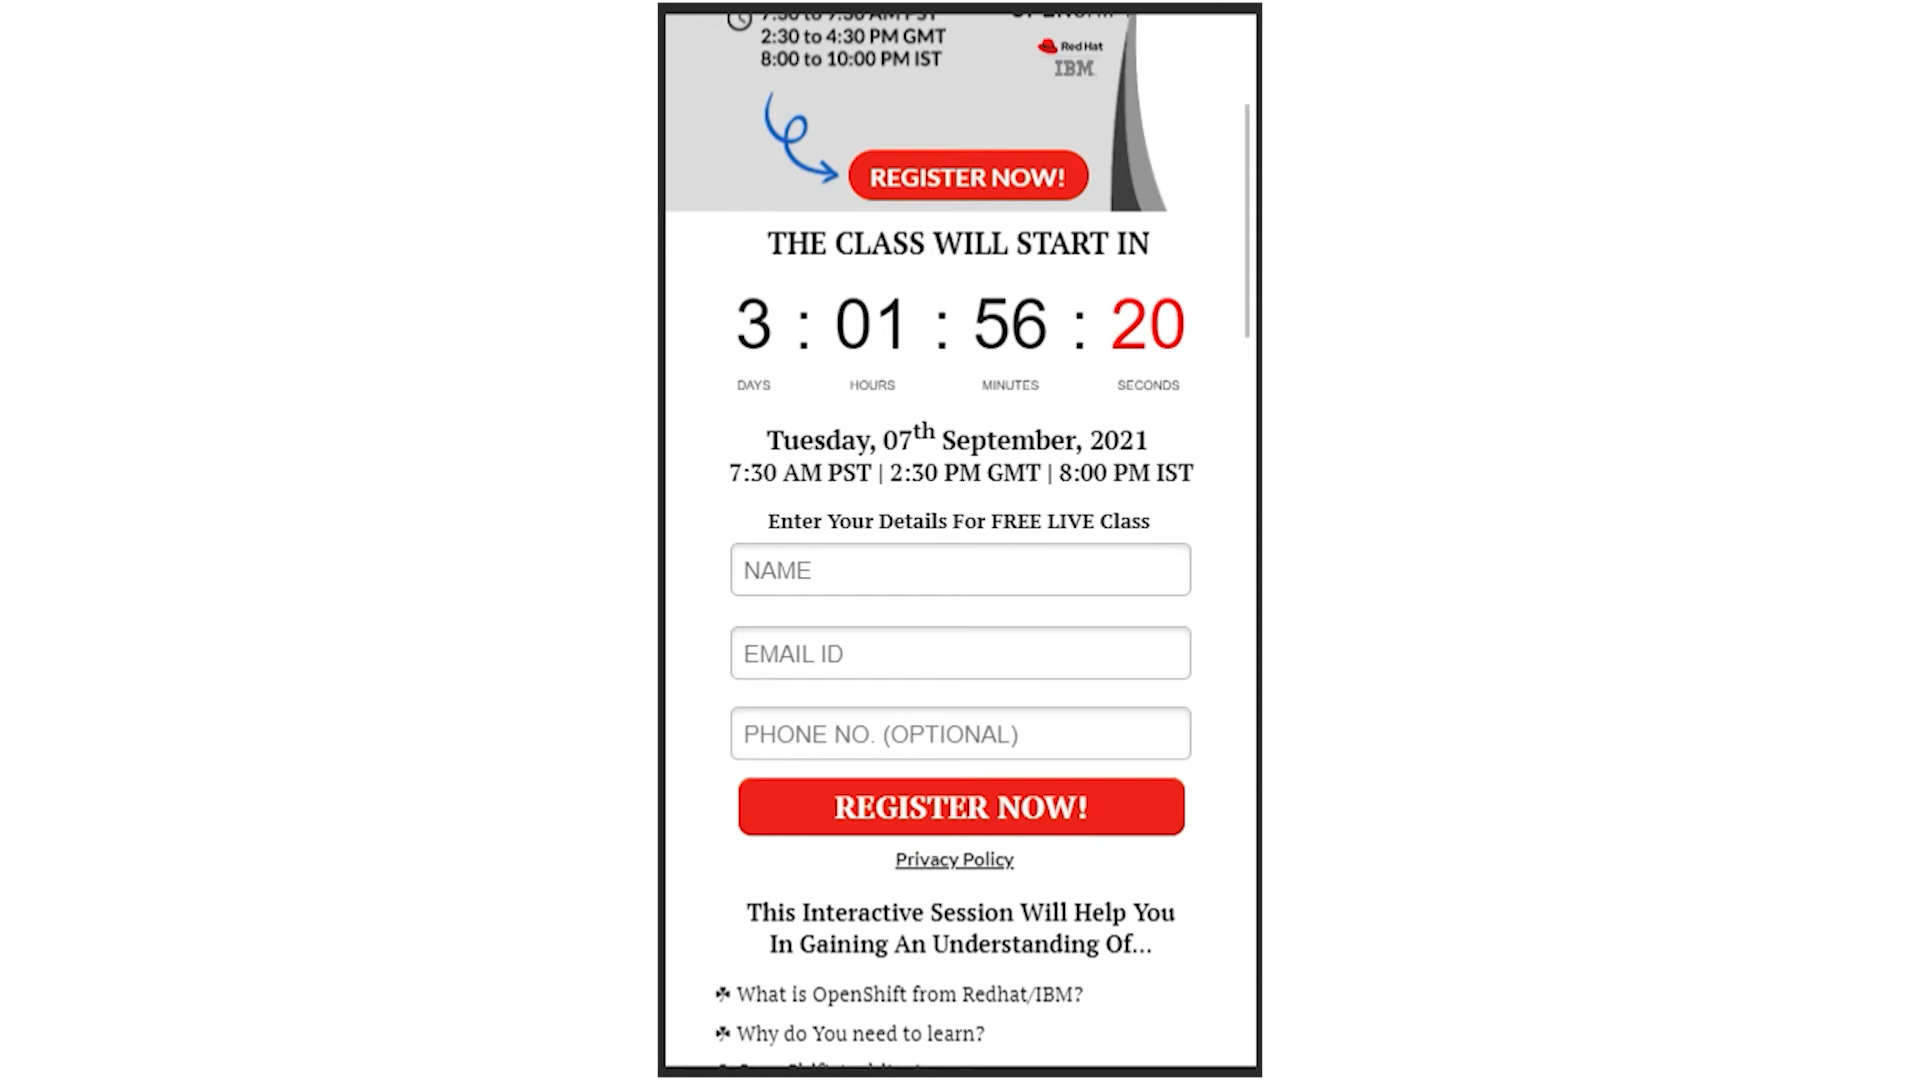 2:30 to 4:30 PM GMT
8:00 to 10:00 PM IST
Red Hat
IBM
REGISTER NOW!
THE CLASS WILL START IN
3 : 01 : 56 : 20
DAYS HOURS MINUTES SECONDS
Tuesday, 07th September, 2021
7:30 AM PST | 2:30 PM GMT | 8:00 PM IST
Enter Your Details For FREE LIVE Class
NAME
EMAIL ID
PHONE NO. (OPTIONAL)
REGISTER NOW!
Privacy Policy
This Interactive Session Will Help You
In Gaining An Understanding Of...
What is OpenShift from Redhat/IBM?
Why do You need to learn?